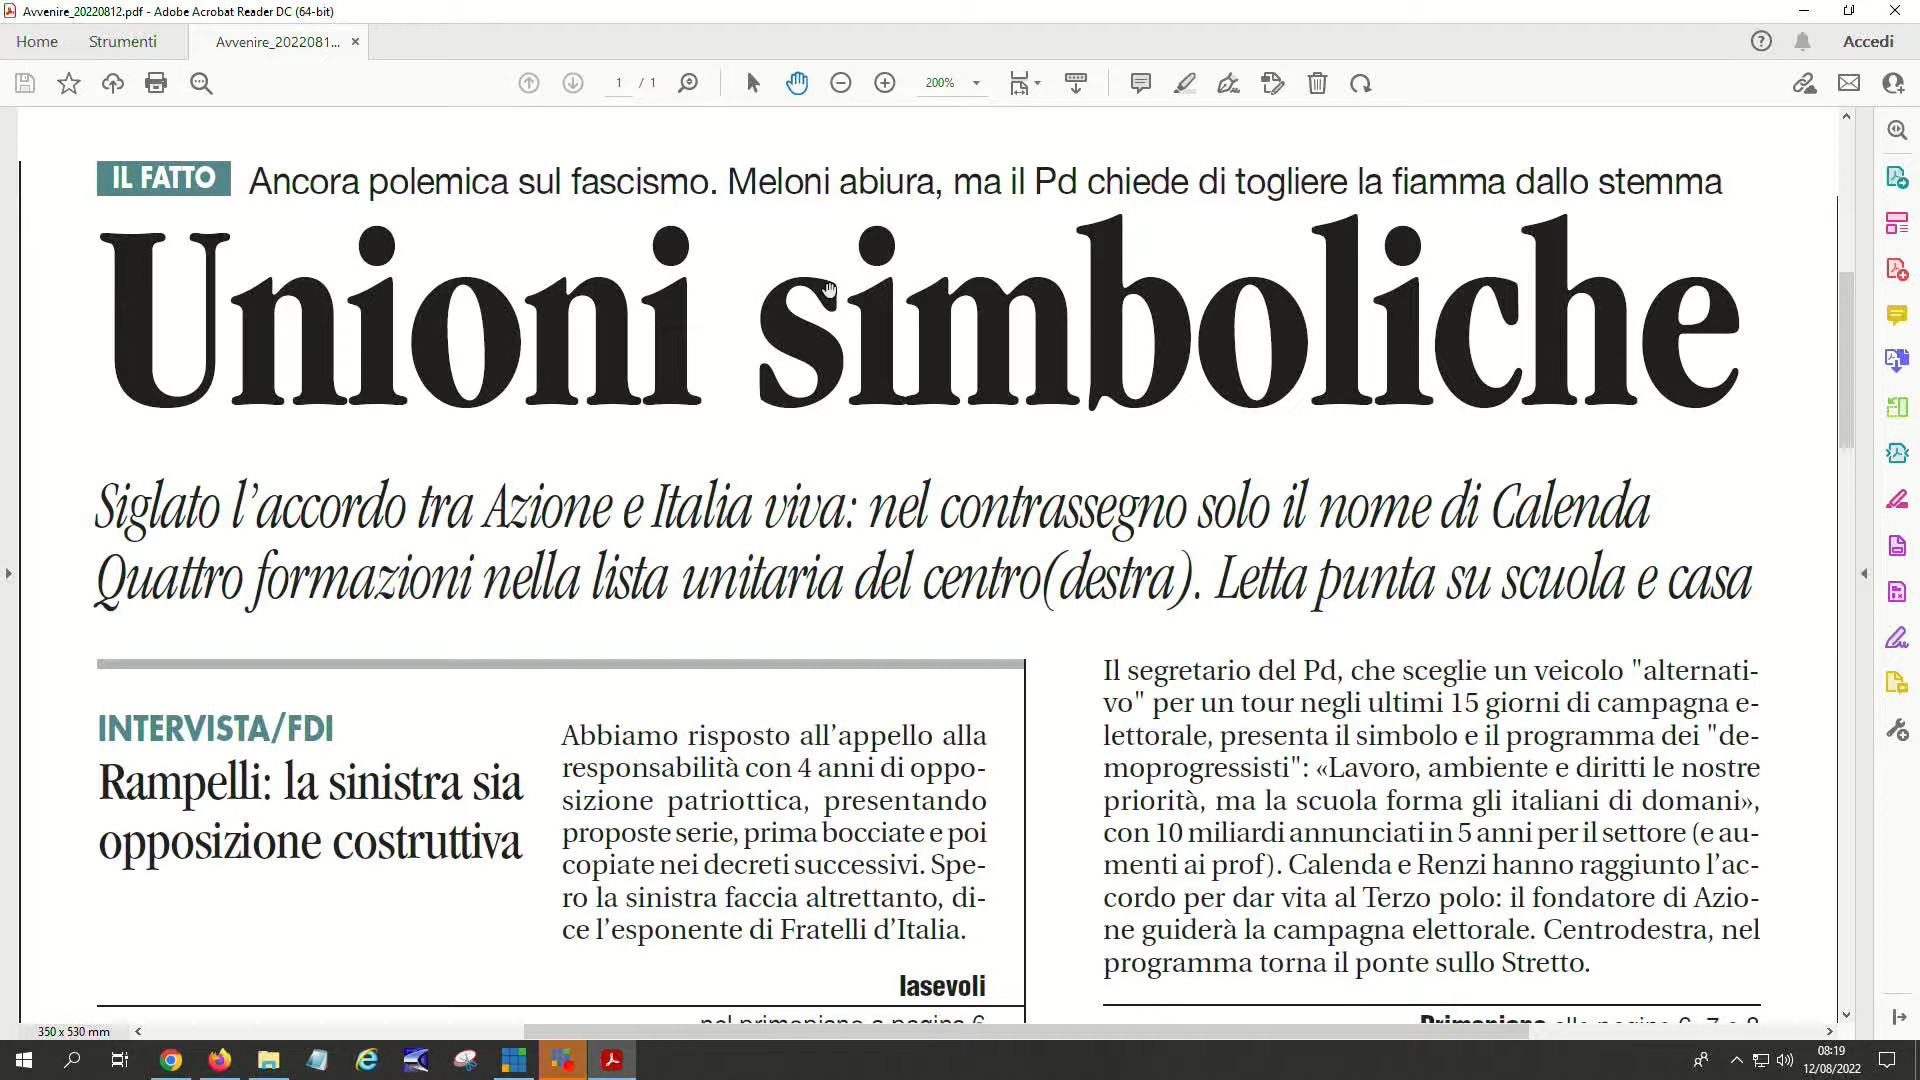 Avvenire_20220812.pdf - Adobe Acrobat Reader DC (64-bit)
Home
Strumenti
Avvenire_2022081...
Accedi
1 / 1
200%
IL FATTO
Ancora polemica sul fascismo. Meloni abiura, ma il Pd chiede di togliere la fiamma dallo stemma
Unioni simboliche
Siglato l'accordo tra Azione e Italia viva: nel contrassegno solo il nome di Calenda
Quattro formazioni nella lista unitaria del centro(destra). Letta punta su scuola e casa
INTERVISTA/FDI
Rampelli: la sinistra sia
opposizione costruttiva
Abbiamo risposto all'appello alla
responsabilità con 4 anni di oppo-
sizione patriottica, presentando
proposte serie, prima bocciate e poi
copiate nei decreti successivi. Spe-
ro la sinistra faccia altrettanto, di-
ce l'esponente di Fratelli d'Italia.
Iasevoli
nel primopiano a pagina 6
Il segretario del Pd, che sceglie un veicolo "alternati-
vo" per un tour negli ultimi 15 giorni di campagna e-
lettorale, presenta il simbolo e il programma dei "de-
moprogressisti": «Lavoro, ambiente e diritti le nostre
priorità, ma la scuola forma gli italiani di domani»,
con 10 miliardi annunciati in 5 anni per il settore (e au-
menti ai prof). Calenda e Renzi hanno raggiunto l'ac-
cordo per dar vita al Terzo polo: il fondatore di Azio-
ne guiderà la campagna elettorale. Centrodestra, nel
programma torna il ponte sullo Stretto.
Primopiano alle pagine 6, 7 e 8
350 x 530 mm
08:19
12/08/2022